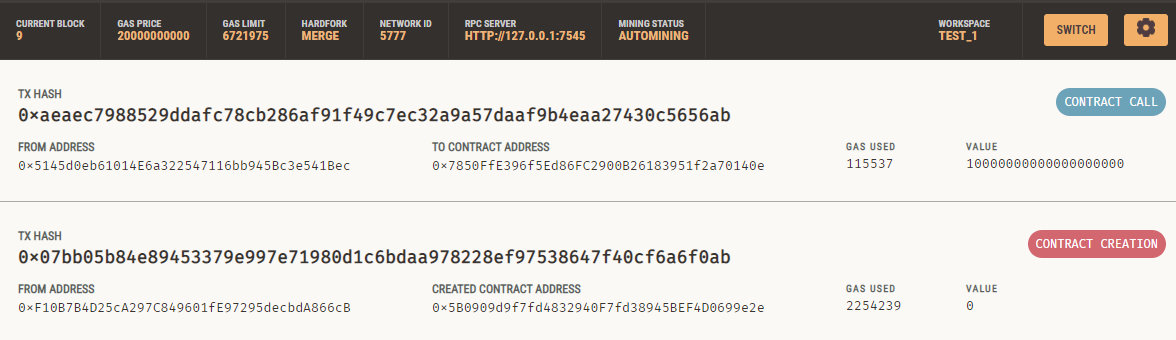 CURRENT BLOCK GAS PRICE GAS LIMIT HARDFORK NETWORK ID RPC SERVER MINING STATUS WORKSPACE
9 20000000000 6721975 MERGE 5777 HTTP://127.0.0.1:7545 AUTOMINING TEST_1 SWITCH
TX HASH
0×aeaec7988529ddafc78cb286af91f49c7ec32a9a57daaf9b4eaa27430c5656ab CONTRACT CALL
FROM ADDRESS TO CONTRACT ADDRESS GAS USED VALUE
0×5145d0eb61014E6a322547116bb945Bc3e541Bec 0×7850FfE396f5Ed86FC2900B26183951f2a70140e 115537 10000000000000000000
TX HASH
0×07bb05b84e89453379e997e71980d1c6bdaa978228ef97538647f40cf6a6f0ab CONTRACT CREATION
FROM ADDRESS CREATED CONTRACT ADDRESS GAS USED VALUE
0×F10B7B4D25cA297C849601fE97295decbdA866cB 0×5B0909d9f7fd4832940F7fd38945BEF4D0699e2e 2254239 0